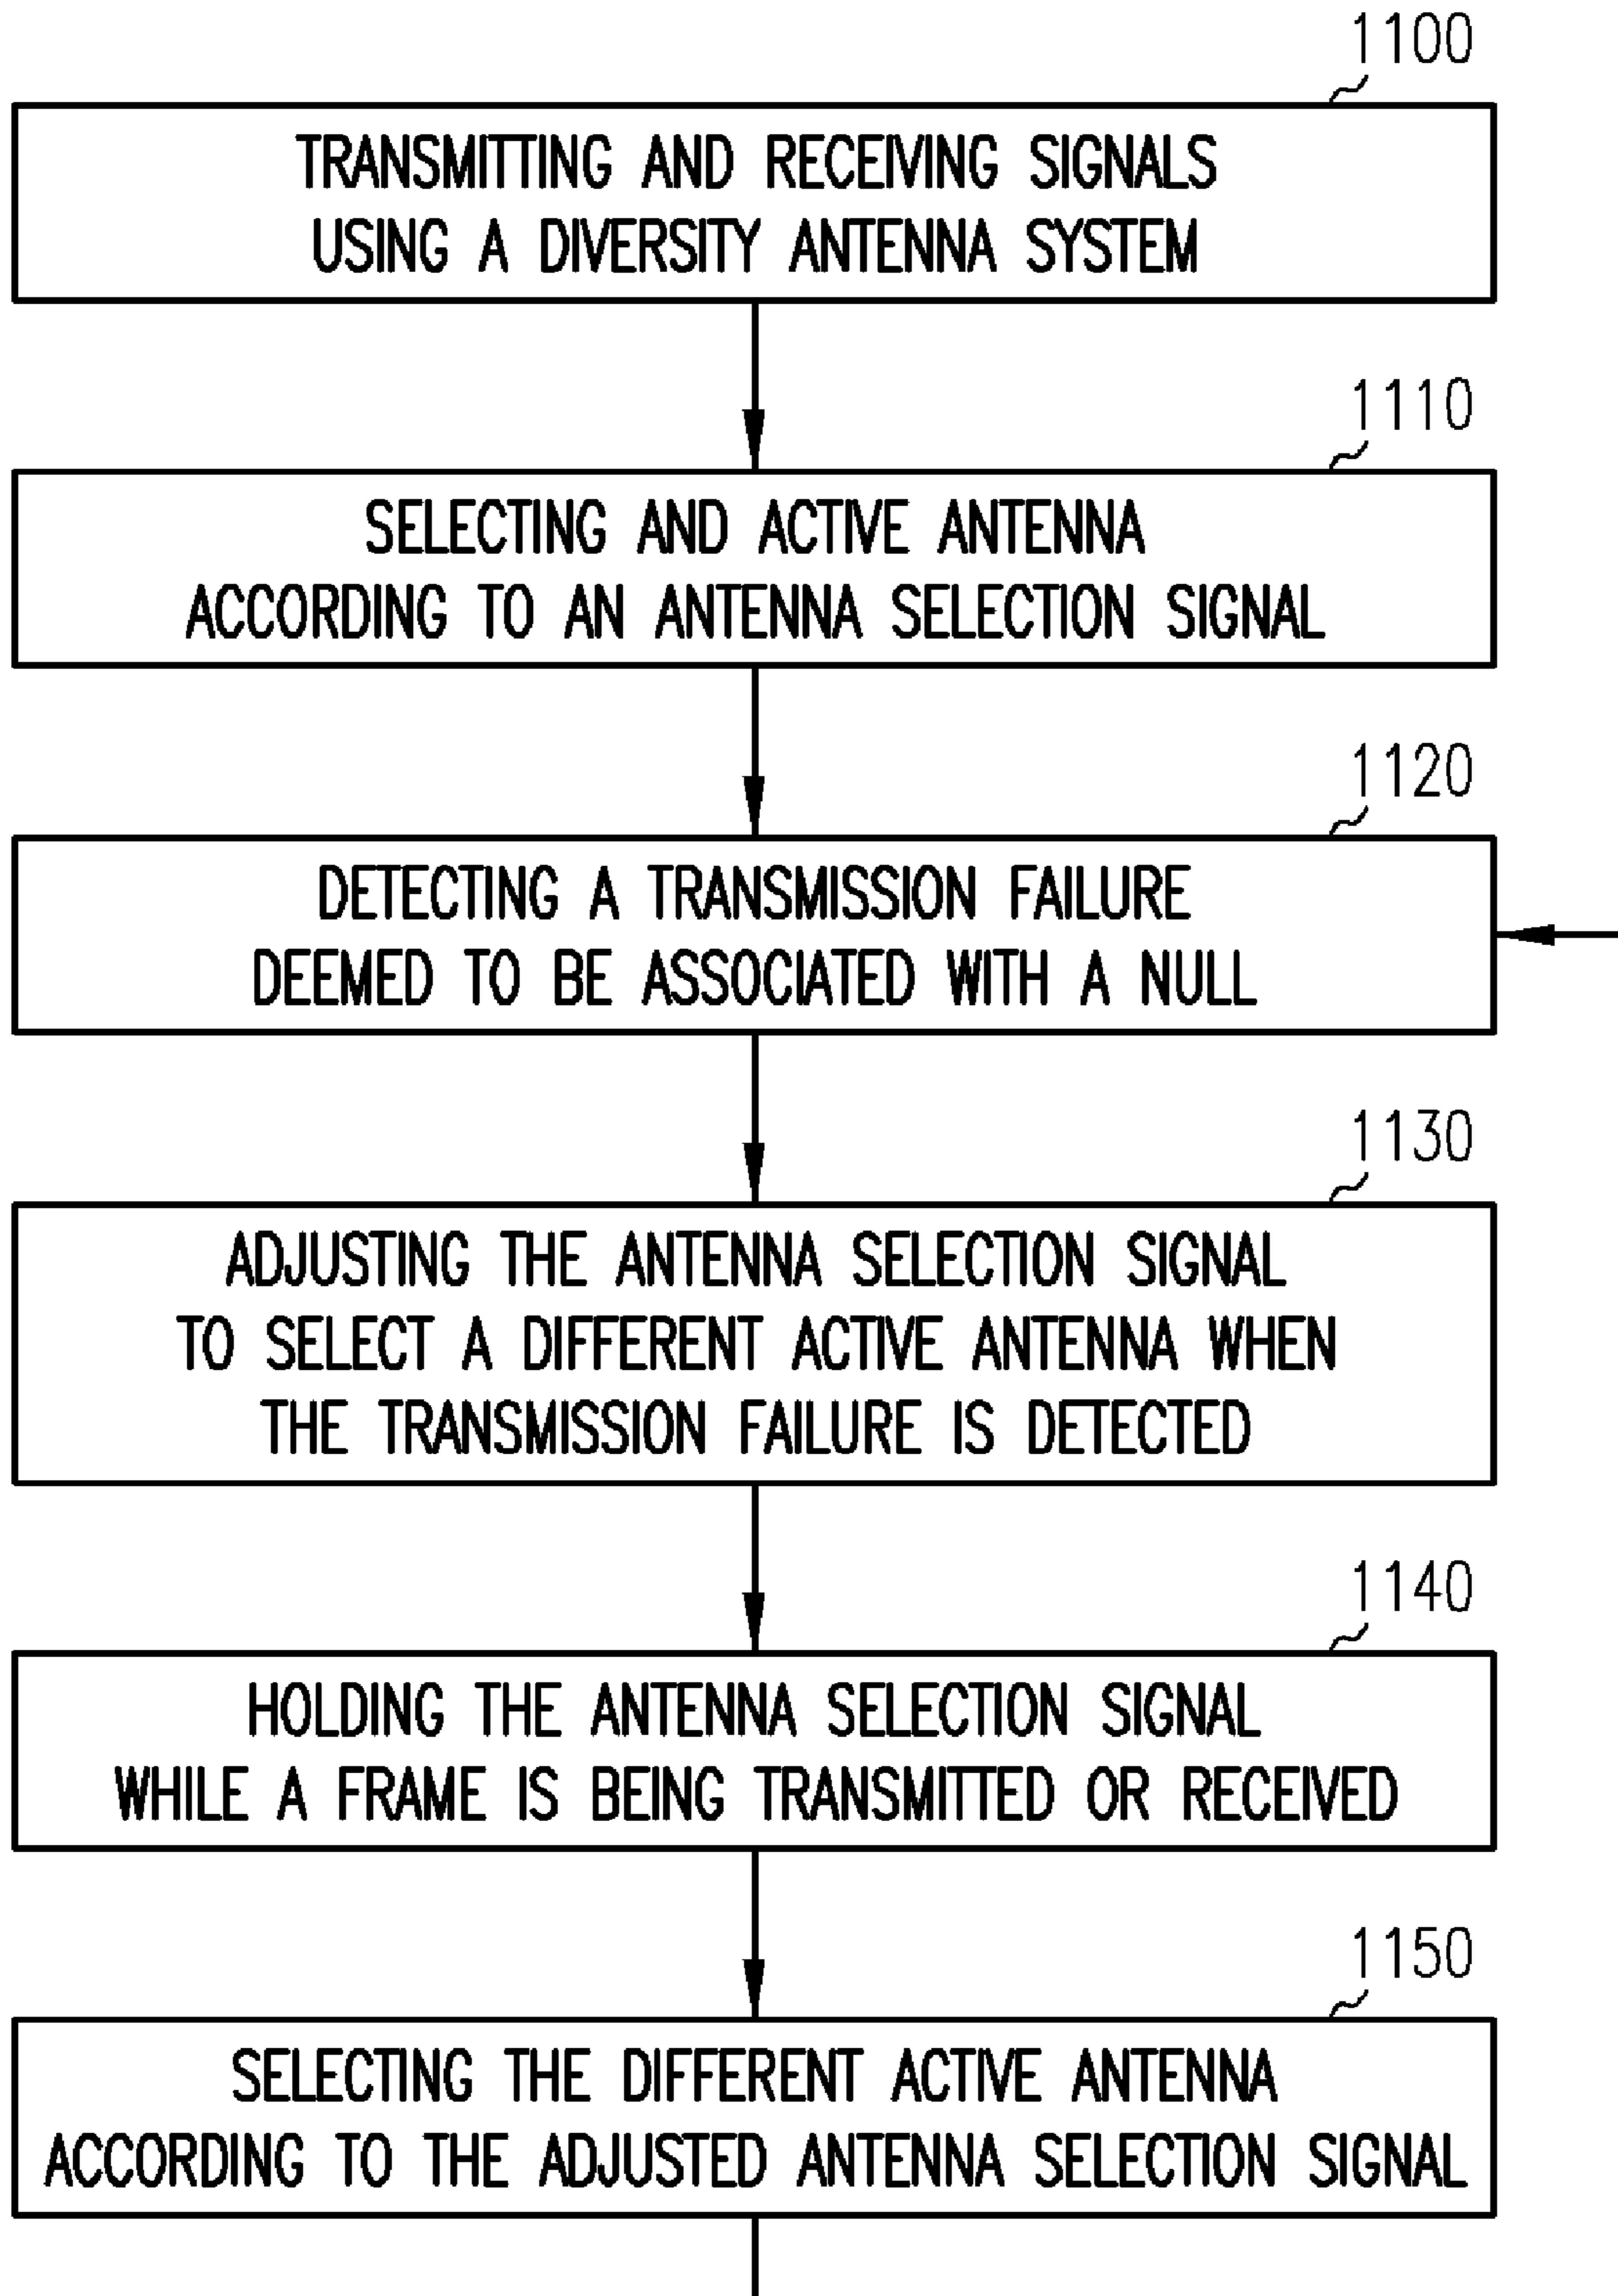 1100
TRANSMITTING AND RECEIVING SIGNALS
USING A DIVERSITY ANTENNA SYSTEM
1110
SELECTING AND ACTIVE ANTENNA
ACCORDING TO AN ANTENNA SELECTION SIGNAL
1120
DETECTING A TRANSMISSION FAILURE
DEEMED TO BE ASSOCIATED WITH A NULL
1130
ADJUSTING THE ANTENNA SELECTION SIGNAL
TO SELECT A DIFFERENT ACTIVE ANTENNA WHEN
THE TRANSMISSION FAILURE IS DETECTED
1140
HOLDING THE ANTENNA SELECTION SIGNAL
WHILE A FRAME IS BEING TRANSMITTED OR RECEIVED
1150
SELECTING THE DIFFERENT ACTIVE ANTENNA
ACCORDING TO THE ADJUSTED ANTENNA SELECTION SIGNAL